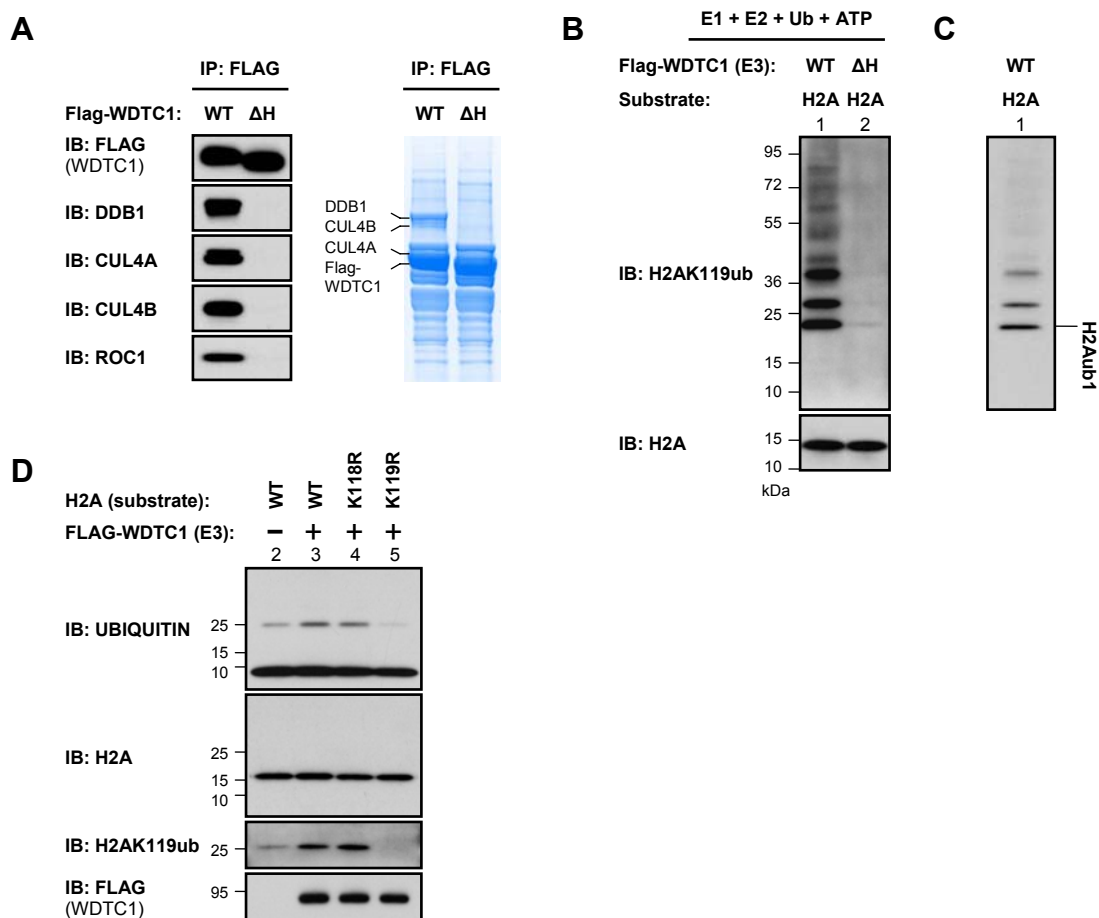 A
IP: FLAG
Flag-WDTC1: WT ΔH
IB: FLAG
(WDTC1)
IB: DDB1
IB: CUL4A
IB: CUL4B
IB: ROC1
IP: FLAG
WT ΔH
DDB1
CUL4B
CUL4A
Flag-
WDTC1
B
E1 + E2 + Ub + ATP
Flag-WDTC1 (E3): WT ΔH
Substrate: H2A H2A
1 2
95
72
55
IB: H2AK119ub
36
25
15
10
IB: H2A
15
10
kDa
C
WT
H2A
1
H2Aub1
D
H2A (substrate): WT WT K118R K119R
FLAG-WDTC1 (E3): − + + +
2 3 4 5
IB: UBIQUITIN 25
15
10
IB: H2A
25
15
10
IB: H2AK119ub 25
IB: FLAG 95
(WDTC1)